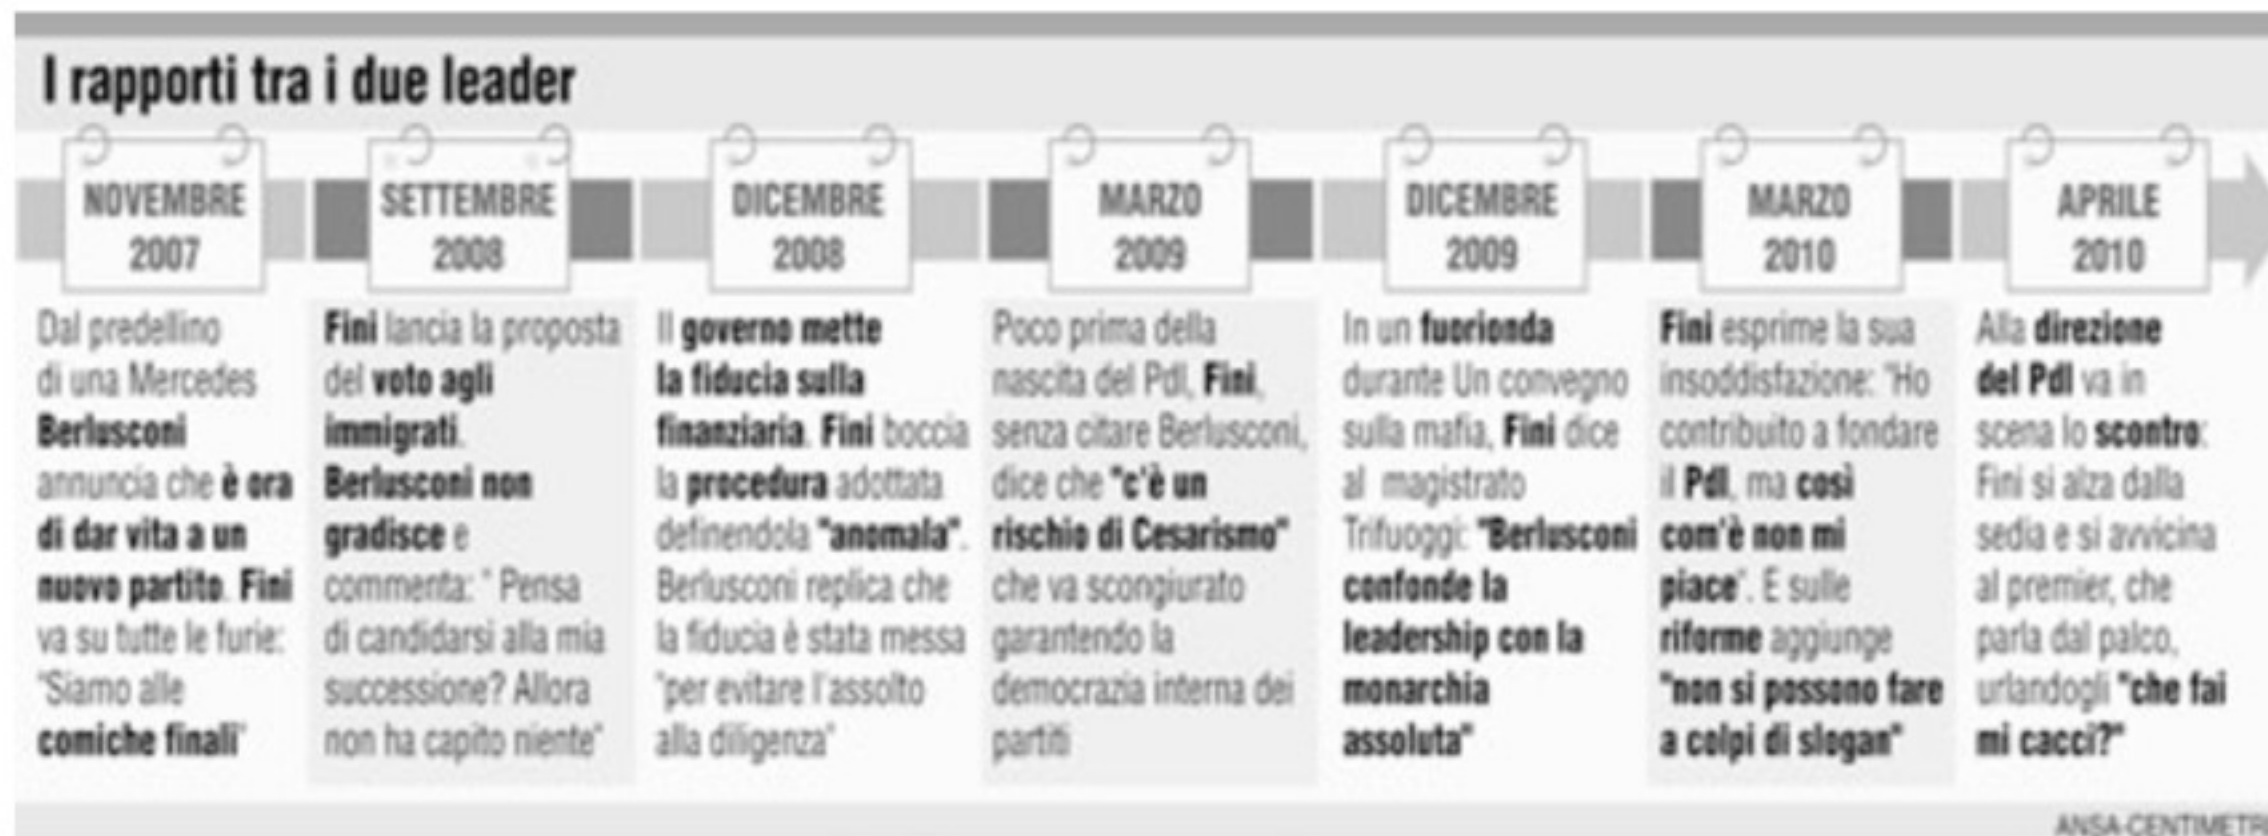 I rapporti tra i due leader
NOVEMBRE
2007
Dal predellino
di una Mercedes
Berlusconi
annuncia che è ora
di dar vita a un
nuovo partito. Fini
va su tutte le furie:
"Siamo alle
comiche finali"
SETTEMBRE
2008
Fini lancia la proposta
del voto agli
immigrati.
Berlusconi non
gradisce e
commenta: " Pensa
di candidarsi alla mia
successione? Allora
non ha capito niente"
DICEMBRE
2008
Il governo mette
la fiducia sulla
finanziaria. Fini boccia
la procedura adottata
definendola "anomala".
Berlusconi replica che
la fiducia è stata messa
"per evitare l'assolto
alla diligenza"
MARZO
2009
Poco prima della
nascita del Pdl, Fini,
senza citare Berlusconi,
dice che "c'è un
rischio di Cesarismo"
che va scongiurato
garantendo la
democrazia interna dei
partiti
DICEMBRE
2009
In un fuorionda
durante Un convegno
sulla mafia, Fini dice
al magistrato
Trifuoggi: "Berlusconi
confonde la
leadership con la
monarchia
assoluta"
MARZO
2010
Fini esprime la sua
insoddisfazione: "Ho
contribuito a fondare
il Pdl, ma così
com'è non mi
piace". E sulle
riforme aggiunge
"non si possono fare
a colpi di slogan"
APRILE
2010
Alla direzione
del Pdl va in
scena lo scontro:
Fini si alza dalla
sedia e si avvicina
al premier, che
parla dal palco,
urlandogli "che fai
mi cacci?"
ANSA-CENTIMETRI